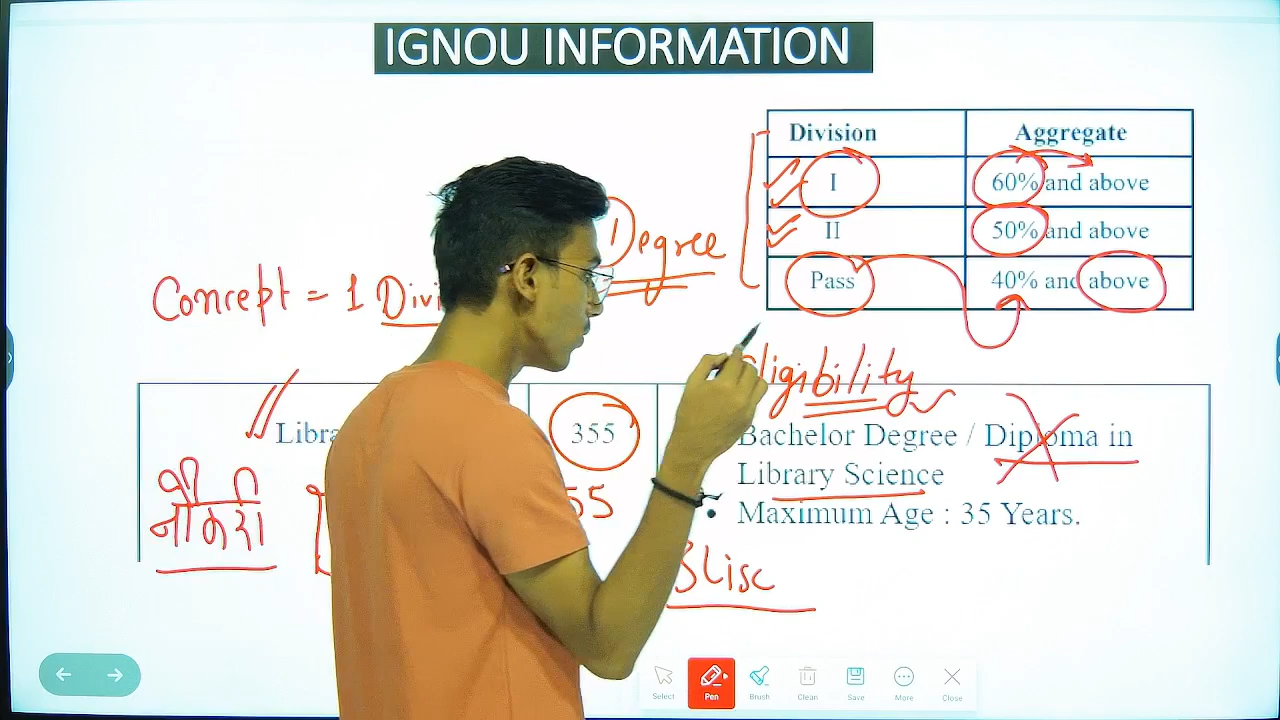 IGNOU INFORMATION
Division Aggregate
I 60% and above
II 50% and above
Pass 40% and above
Degree
Concept = 1 Divi
Eligibility
Libra 355
Bachelor Degree / Diploma in
Library Science
• Maximum Age : 35 Years.
नौकरी
55
BLisc
Select Pen Brush Clean Save More Close